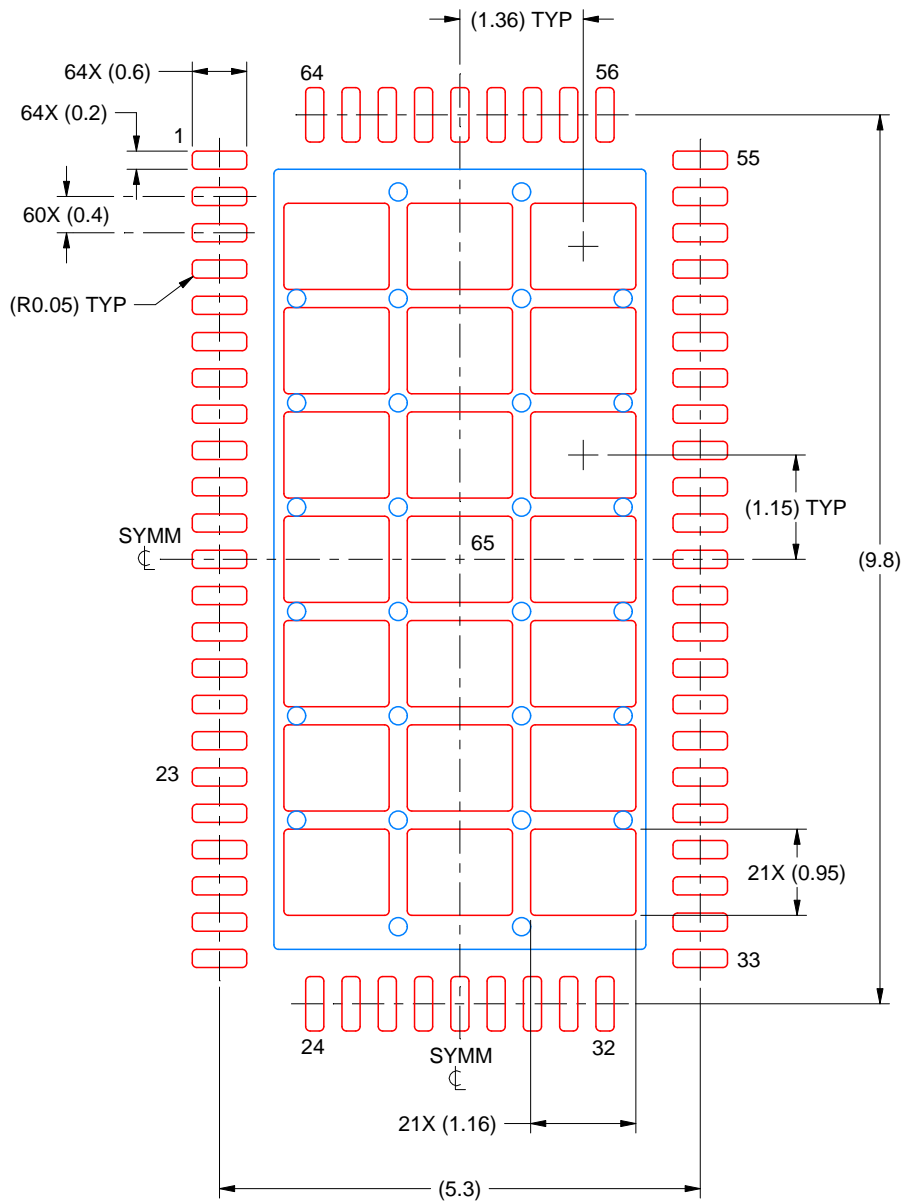 (1.36) TYP
64X (0.6)
64
56
64X (0.2)
1
55
60X (0.4)
(R0.05) TYP
(1.15) TYP
SYMM
65
(9.8)
23
21X (0.95)
33
24
32
SYMM
21X (1.16)
(5.3)